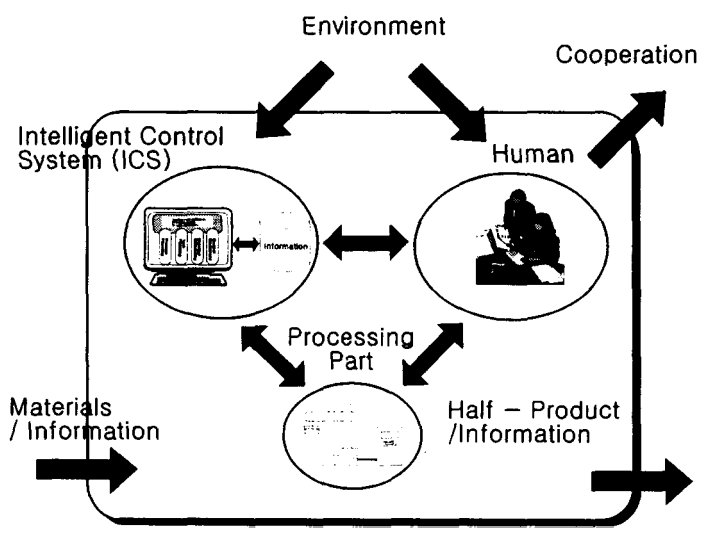 Environment
Cooperation
Intelligent Control
System (ICS)
Human
Information
Processing
Part
Materials
/ Information
Half − Product
/Information